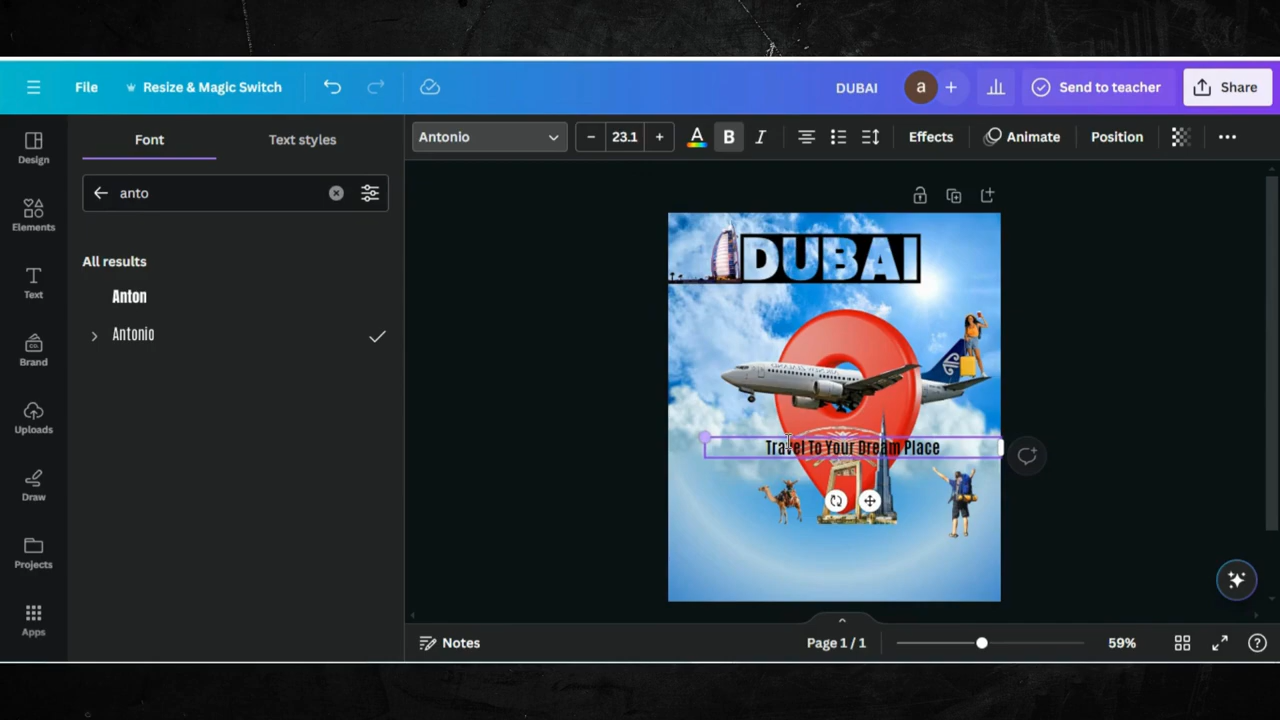 File
Resize & Magic Switch
DUBAI
a
Send to teacher
Share
Design
Elements
Text
Brand
Uploads
Draw
Projects
Apps
Font
Text styles
anto
All results
Anton
Antonio
Antonio
23.1
A
B
I
Effects
Animate
Position
DUBAI
Travel To Your Dream Place
Notes
Page 1 / 1
59%